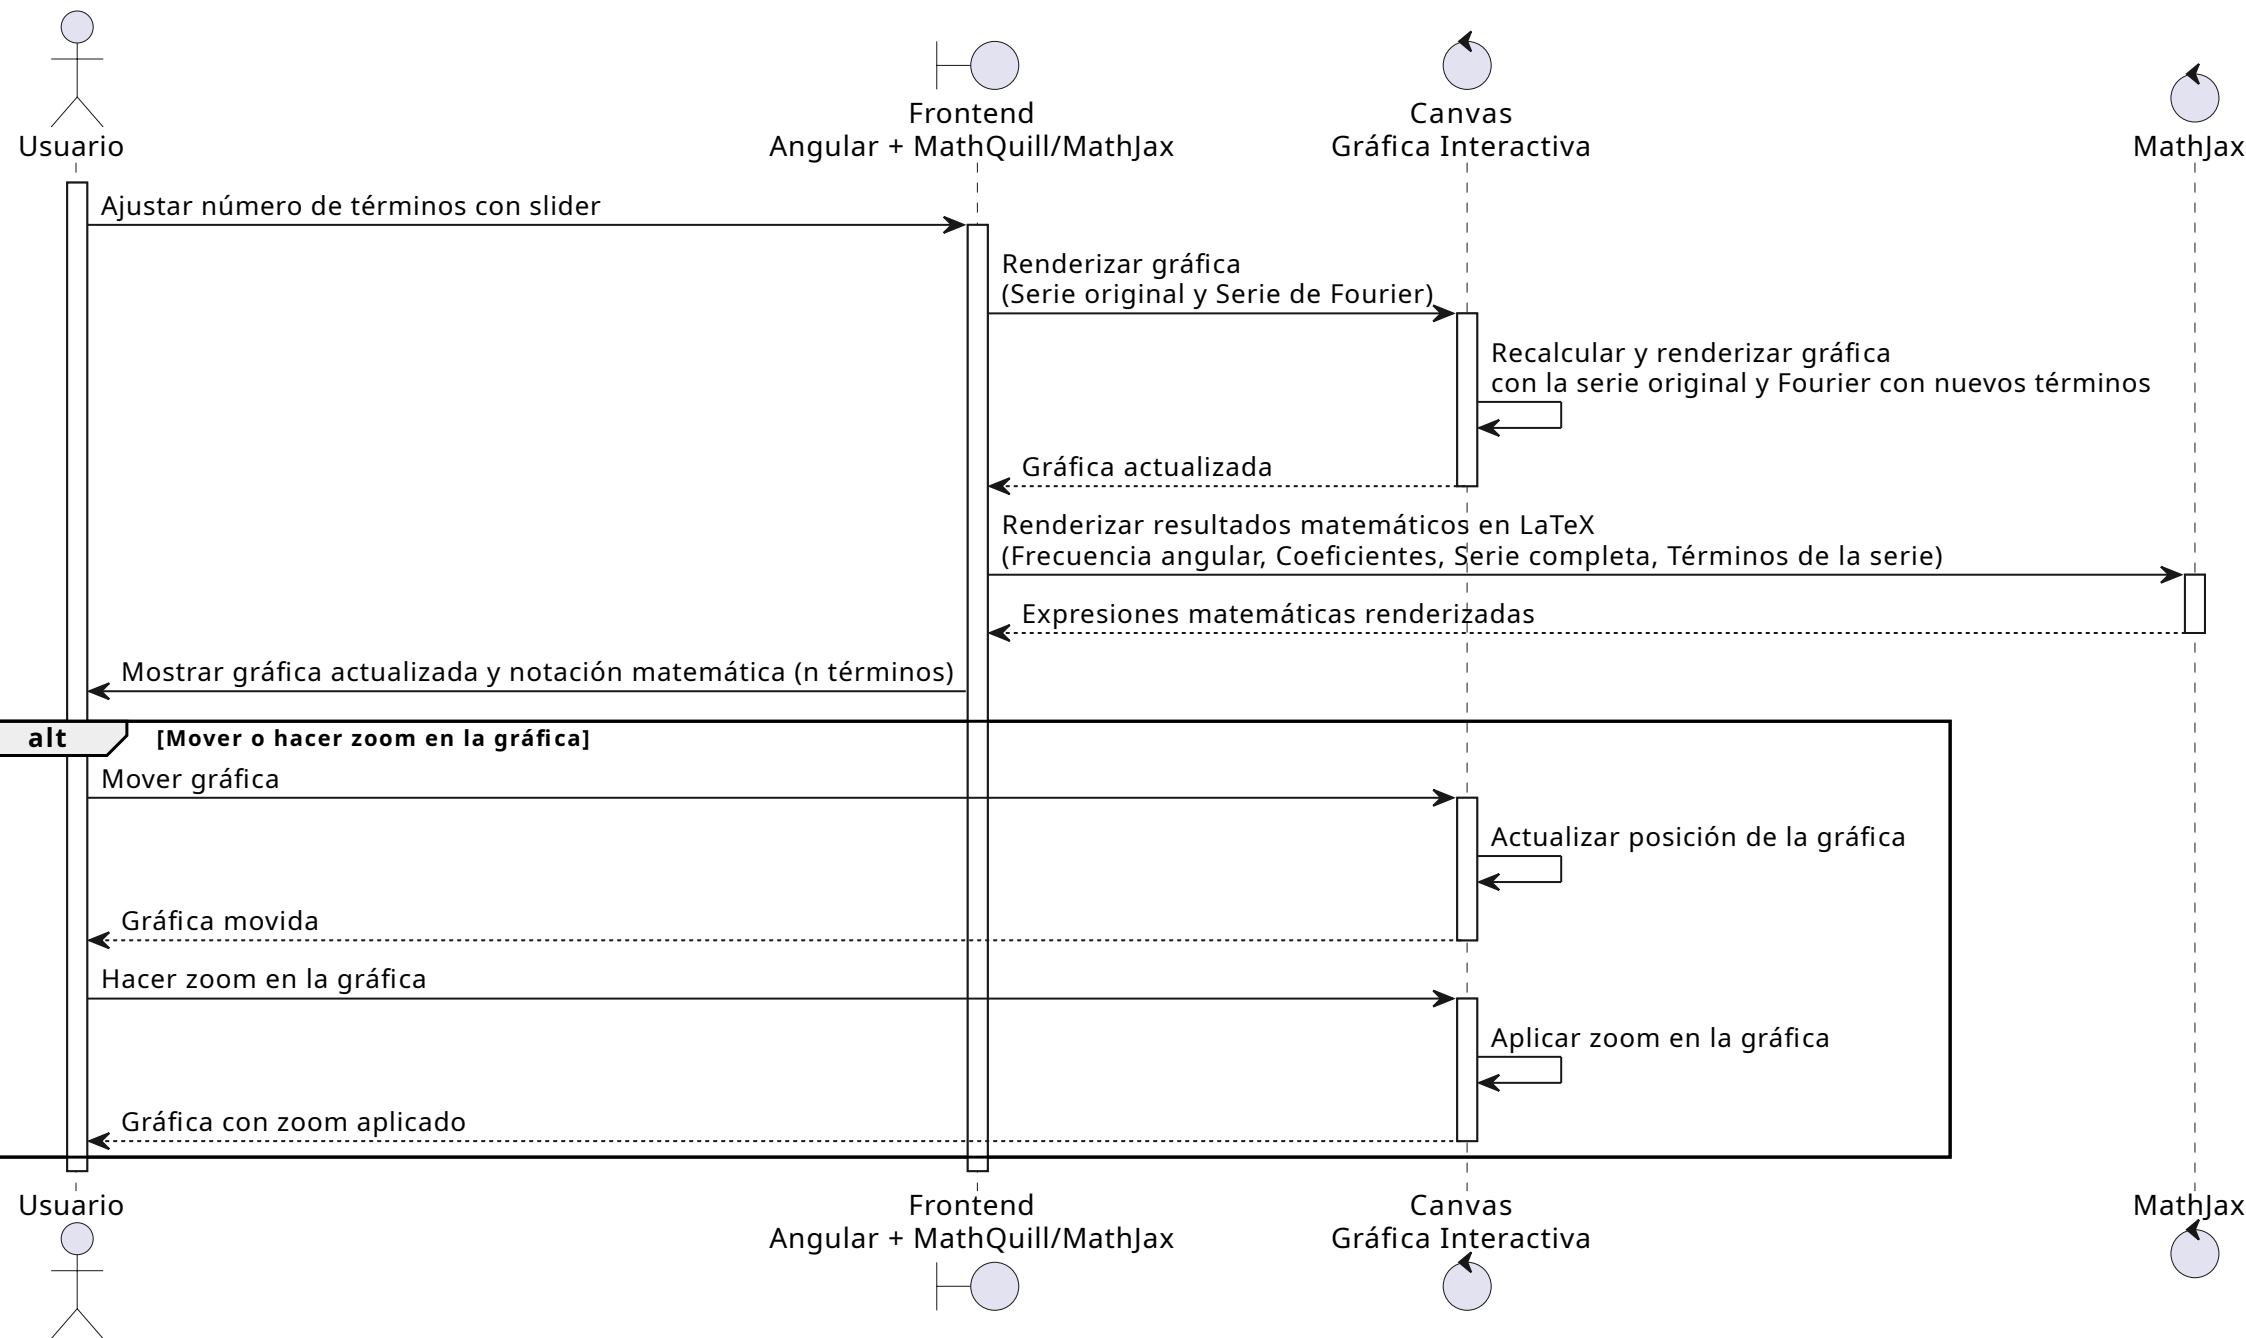 Usuario
Frontend
Angular + MathQuill/MathJax
Canvas
Gráfica Interactiva
MathJax
Ajustar número de términos con slider
Renderizar gráfica
(Serie original y Serie de Fourier)
Recalcular y renderizar gráfica
con la serie original y Fourier con nuevos términos
Gráfica actualizada
Renderizar resultados matemáticos en LaTeX
(Frecuencia angular, Coeficientes, Serie completa, Términos de la serie)
Expresiones matemáticas renderizadas
Mostrar gráfica actualizada y notación matemática (n términos)
alt
[Mover o hacer zoom en la gráfica]
Mover gráfica
Actualizar posición de la gráfica
Gráfica movida
Hacer zoom en la gráfica
Aplicar zoom en la gráfica
Gráfica con zoom aplicado
Usuario
Frontend
Angular + MathQuill/MathJax
Canvas
Gráfica Interactiva
MathJax